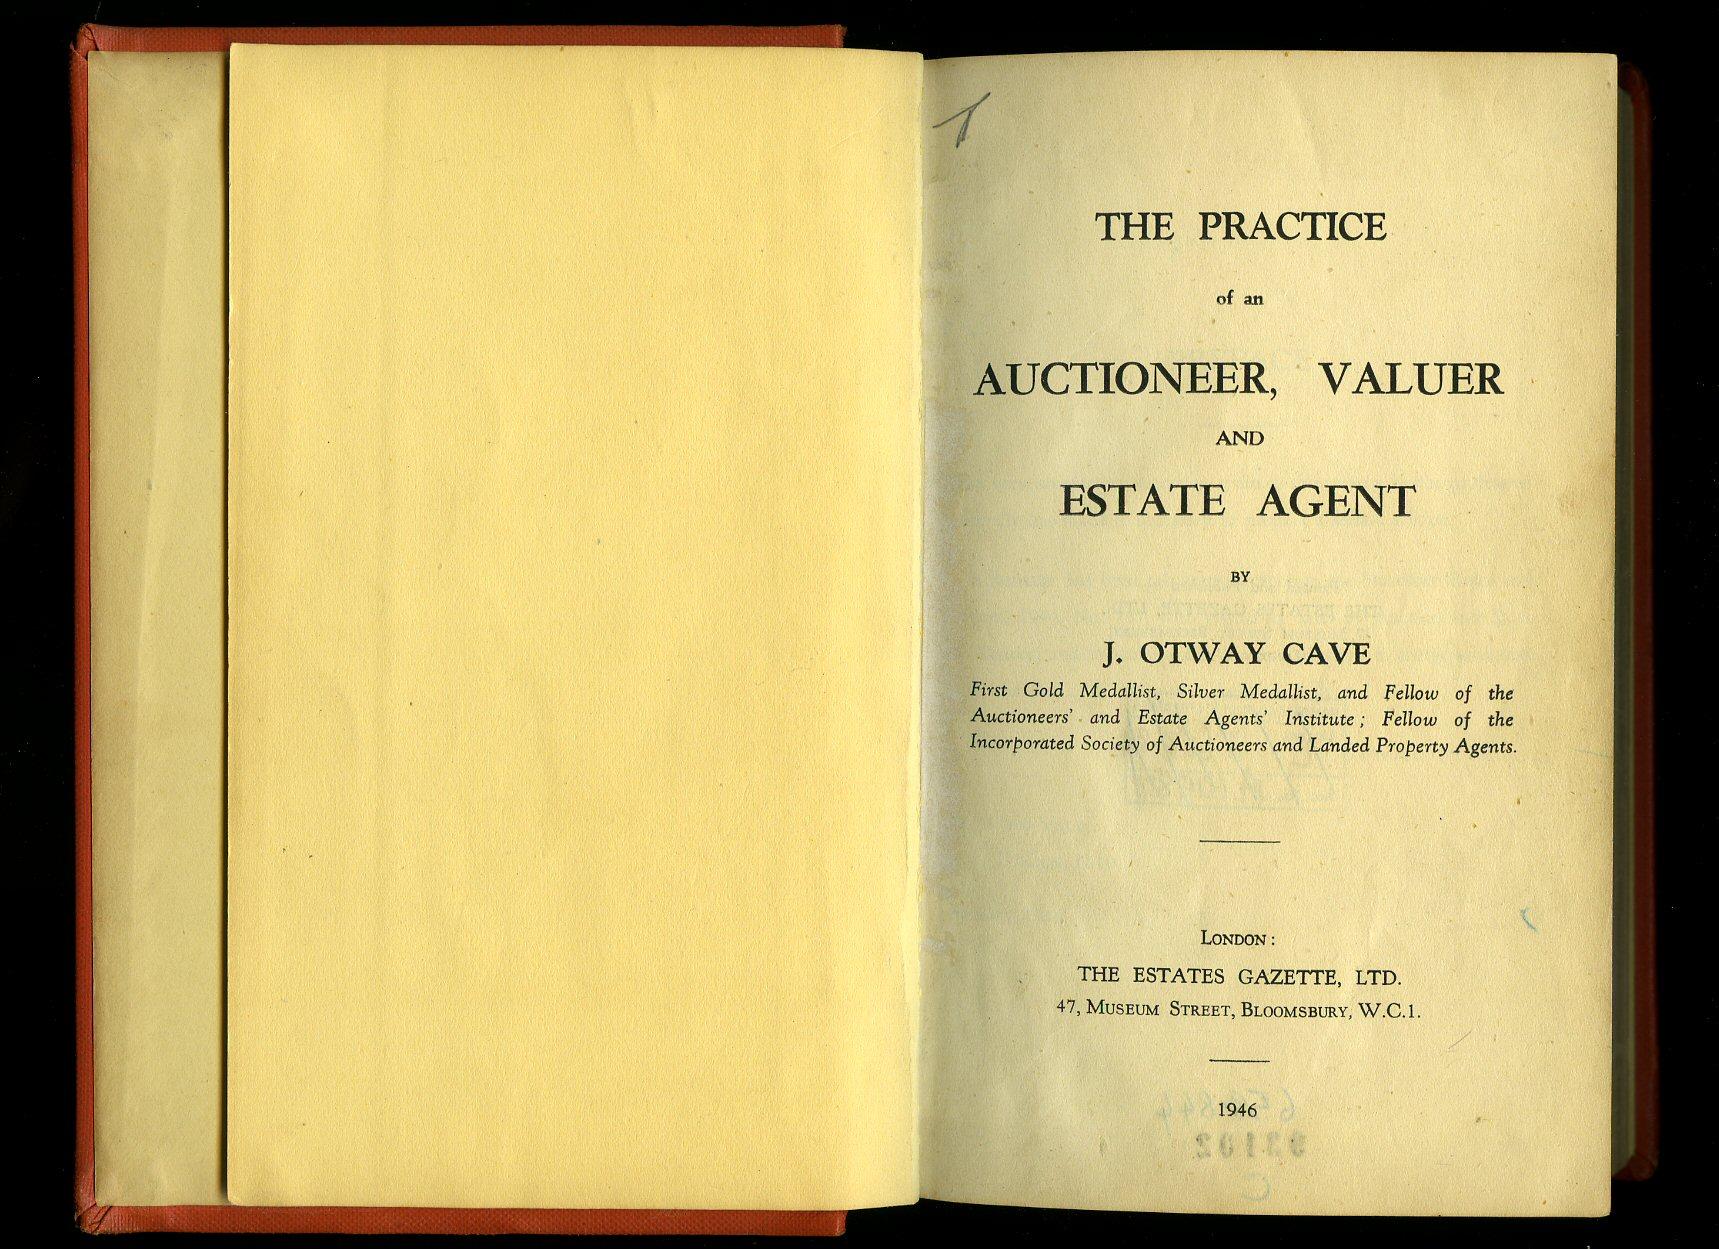 THE PRACTICE
of an
AUCTIONEER, VALUER
AND
ESTATE AGENT
BY
J. OTWAY CAVE
First Gold Medallist, Silver Medallist, and Fellow of the
Auctioneers' and Estate Agents' Institute ; Fellow of the
Incorporated Society of Auctioneers and Landed Property Agents.
LONDON :
THE ESTATES GAZETTE, LTD.
47, MUSEUM STREET, BLOOMSBURY, W.C.1.
1946